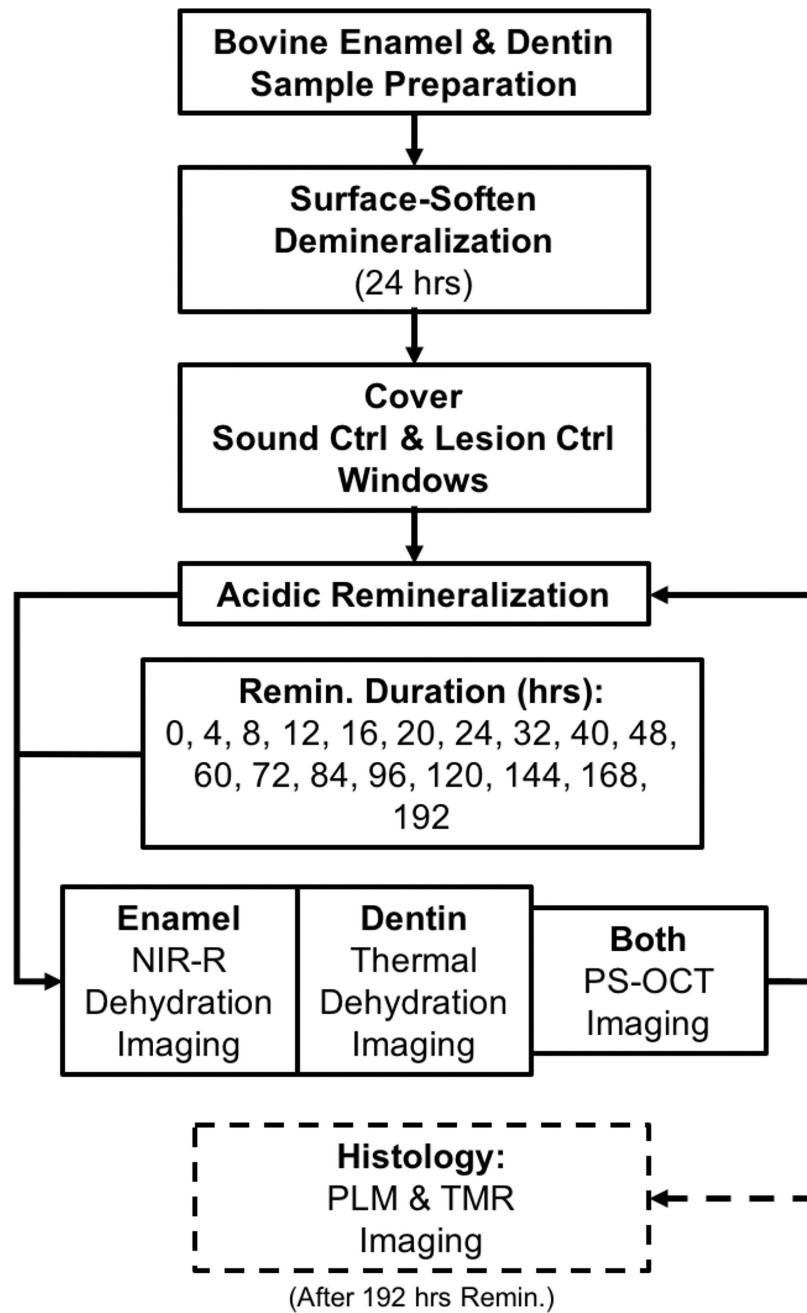 Bovine Enamel & Dentin
Sample Preparation
Surface-Soften
Demineralization
(24 hrs)
Cover
Sound Ctrl & Lesion Ctrl
Windows
Acidic Remineralization
Remin. Duration (hrs):
0, 4, 8, 12, 16, 20, 24, 32, 40, 48,
60, 72, 84, 96, 120, 144, 168,
192
Enamel
NIR-R
Dehydration
Imaging
Dentin
Thermal
Dehydration
Imaging
Both
PS-OCT
Imaging
Histology:
PLM & TMR
Imaging
(After 192 hrs Remin.)